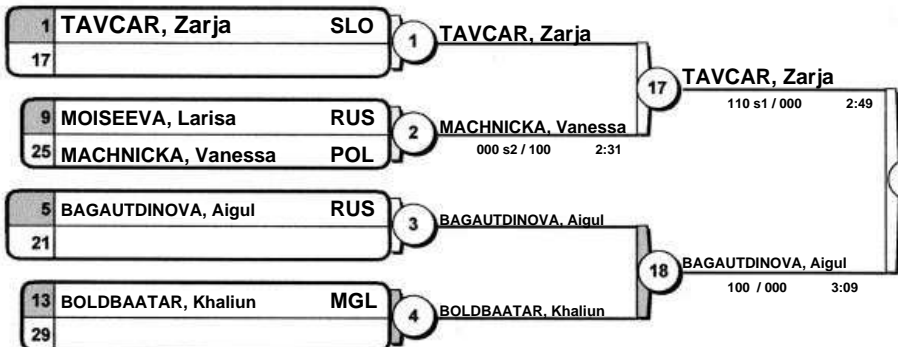 1 TAVCAR, Zarja SLO
17
1 TAVCAR, Zarja
17 TAVCAR, Zarja
110 s1 / 000 2:49
9 MOISEEVA, Larisa RUS
25 MACHNICKA, Vanessa POL
2 MACHNICKA, Vanessa
000 s2 / 100 2:31
5 BAGAUTDINOVA, Aigul RUS
21
3 BAGAUTDINOVA, Aigul
18 BAGAUTDINOVA, Aigul
100 / 000 3:09
13 BOLDBAATAR, Khaliun MGL
29
4 BOLDBAATAR, Khaliun